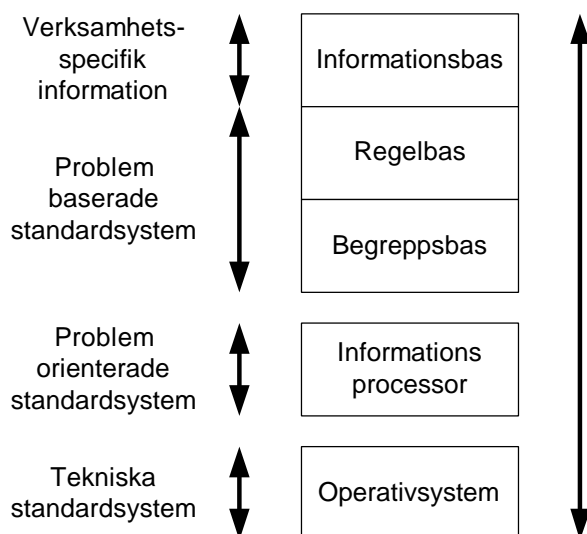 Verksamhets-
specifik
information
Informationsbas
Problem
baserade
standardsystem
Regelbas
Begreppsbas
Problem
orienterade
standardsystem
Informations
processor
Tekniska
standardsystem
Operativsystem